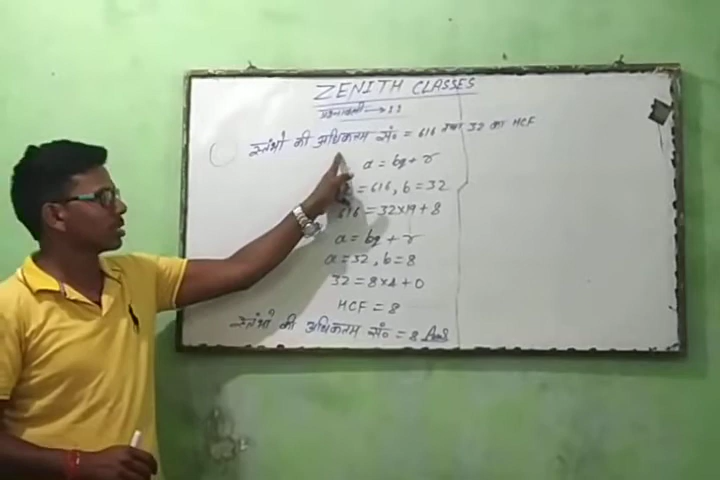 ZENITH CLASSES
प्रश्नावली → 1.1
स्तंभों की अधिकतम सं० = 616 तथा 32 का HCF
a = bq + r
= 616, b = 32
616 = 32×19 + 8
a = bq + r
a = 32, b = 8
32 = 8×4 + 0
HCF = 8
स्तंभों की अधिकतम सं० = 8 Ans